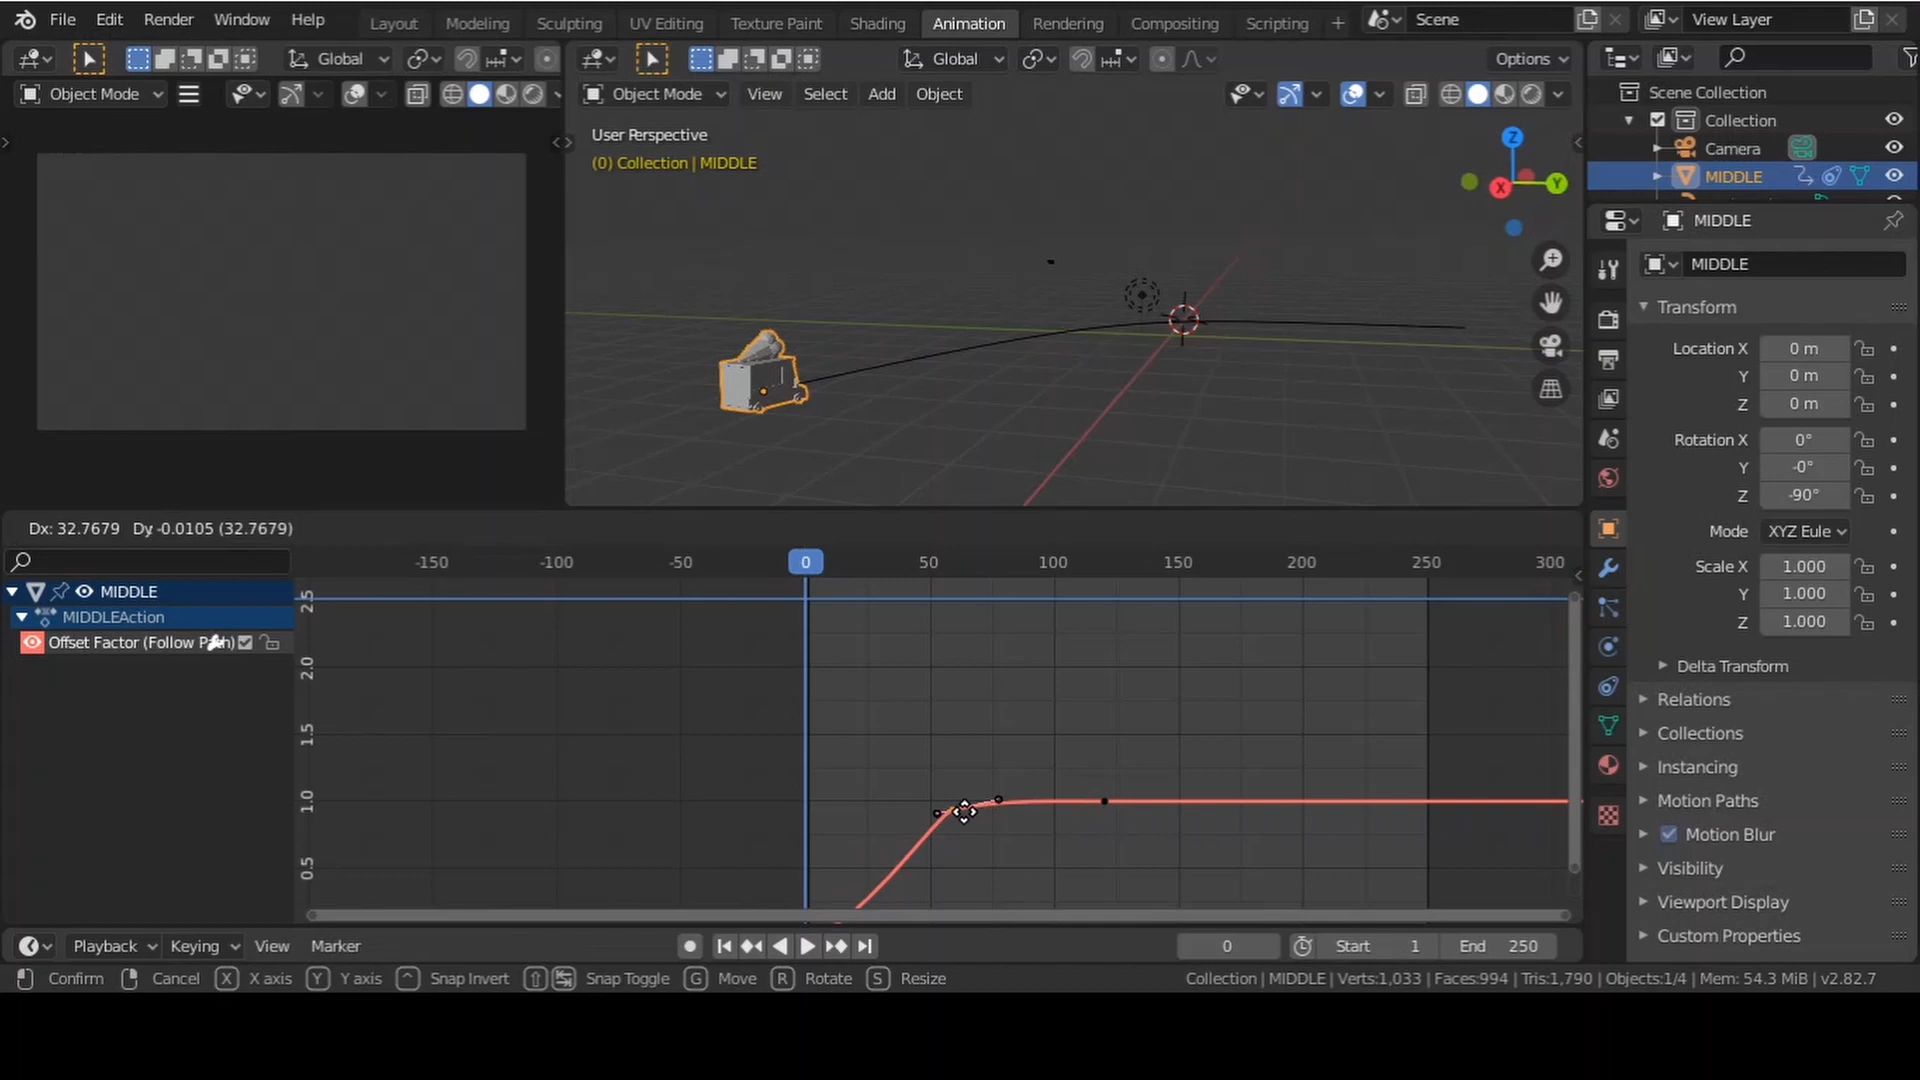 File Edit Render Window Help Layout Modeling Sculpting UV Editing Texture Paint Shading Animation Rendering Compositing Scripting + Scene View Layer
Global Global Options
Object Mode Object Mode View Select Add Object
User Perspective
(0) Collection | MIDDLE
Z
X
Y
Scene Collection
Collection
Camera
MIDDLE
MIDDLE
MIDDLE
Transform
Location X 0 m
Y 0 m
Z 0 m
Rotation X 0°
Y -0°
Z -90°
Mode XYZ Eule
Scale X 1.000
Y 1.000
Z 1.000
Delta Transform
Relations
Collections
Instancing
Motion Paths
Motion Blur
Visibility
Viewport Display
Custom Properties
Dx: 32.7679 Dy: -0.0105 (32.7679)
-150 -100 -50 0 50 100 150 200 250 300
MIDDLE
MIDDLEAction
Offset Factor (Follow Path)
2.5
2.0
1.5
1.0
0.5
Playback Keying View Marker 0 Start 1 End 250
Confirm Cancel X X axis Y Y axis Snap Invert Snap Toggle G Move R Rotate S Resize Collection | MIDDLE | Verts:1,033 | Faces:994 | Tris:1,790 | Objects:1/4 | Mem: 54.3 MiB | v2.82.7